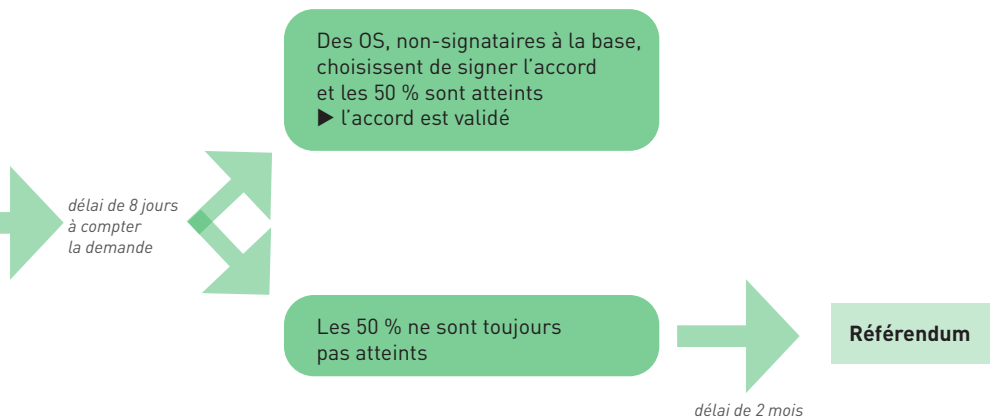 Des OS, non-signataires à la base,
choisissent de signer l’accord
et les 50 % sont atteints
▶ l’accord est validé
délai de 8 jours
à compter
la demande
Les 50 % ne sont toujours
pas atteints
Référendum
délai de 2 mois